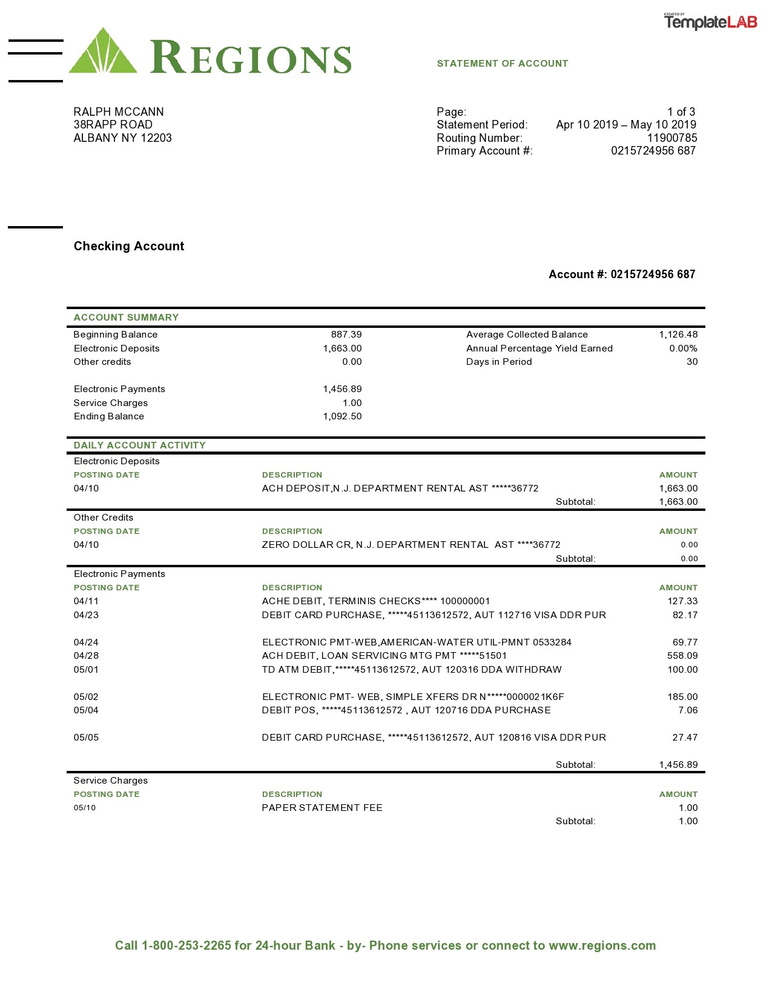 CREATED BY
TemplateLAB
REGIONS
STATEMENT OF ACCOUNT
RALPH MCCANN
38RAPP ROAD
ALBANY NY 12203
Page: 1 of 3
Statement Period: Apr 10 2019 – May 10 2019
Routing Number: 11900785
Primary Account #: 0215724956 687
Checking Account
Account #: 0215724956 687
ACCOUNT SUMMARY
Beginning Balance 887.39 Average Collected Balance 1,126.48
Electronic Deposits 1,663.00 Annual Percentage Yield Earned 0.00%
Other credits 0.00 Days in Period 30
Electronic Payments 1,456.89
Service Charges 1.00
Ending Balance 1,092.50
DAILY ACCOUNT ACTIVITY
Electronic Deposits
POSTING DATE DESCRIPTION AMOUNT
04/10 ACH DEPOSIT,N.J. DEPARTMENT RENTAL AST *****36772 1,663.00
Subtotal: 1,663.00
Other Credits
POSTING DATE DESCRIPTION AMOUNT
04/10 ZERO DOLLAR CR, N.J. DEPARTMENT RENTAL AST ****36772 0.00
Subtotal: 0.00
Electronic Payments
POSTING DATE DESCRIPTION AMOUNT
04/11 ACHE DEBIT, TERMINIS CHECKS**** 100000001 127.33
04/23 DEBIT CARD PURCHASE, *****45113612572, AUT 112716 VISA DDR PUR 82.17
04/24 ELECTRONIC PMT-WEB,AMERICAN-WATER UTIL-PMNT 0533284 69.77
04/28 ACH DEBIT, LOAN SERVICING MTG PMT *****51501 558.09
05/01 TD ATM DEBIT,*****45113612572, AUT 120316 DDA WITHDRAW 100.00
05/02 ELECTRONIC PMT- WEB, SIMPLE XFERS DR N*****0000021K6F 185.00
05/04 DEBIT POS, *****45113612572 , AUT 120716 DDA PURCHASE 7.06
05/05 DEBIT CARD PURCHASE, *****45113612572, AUT 120816 VISA DDR PUR 27.47
Subtotal: 1,456.89
Service Charges
POSTING DATE DESCRIPTION AMOUNT
05/10 PAPER STATEMENT FEE 1.00
Subtotal: 1.00
Call 1-800-253-2265 for 24-hour Bank - by- Phone services or connect to www.regions.com